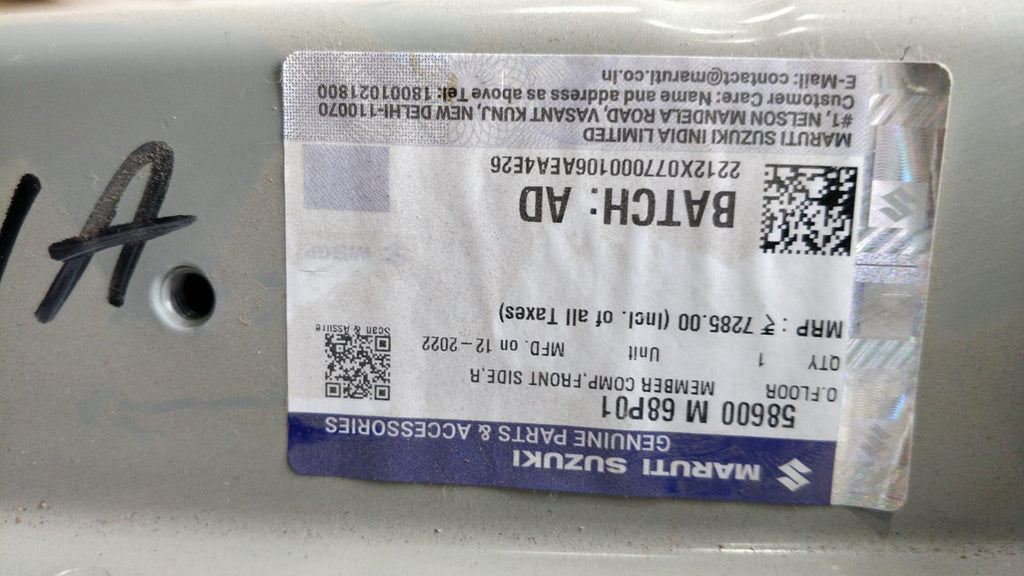 MARUTI SUZUKI
GENUINE PARTS & ACCESSORIES
58600 M 68P01
O.FLOOR MEMBER COMP,FRONT SIDE,R
QTY 1 Unit MFD. on 12-2022
MRP : ₹ 7285.00 (Incl. of all Taxes)
Scan & Assure
BATCH: AD
2212X077000106AEA4E26
MARUTI SUZUKI INDIA LIMITED
#1, NELSON MANDELA ROAD, VASANT KUNJ, NEW DELHI-110070
Customer Care: Name and address as above Tel: 18001021800
E-Mail: contact@maruti.co.in
A